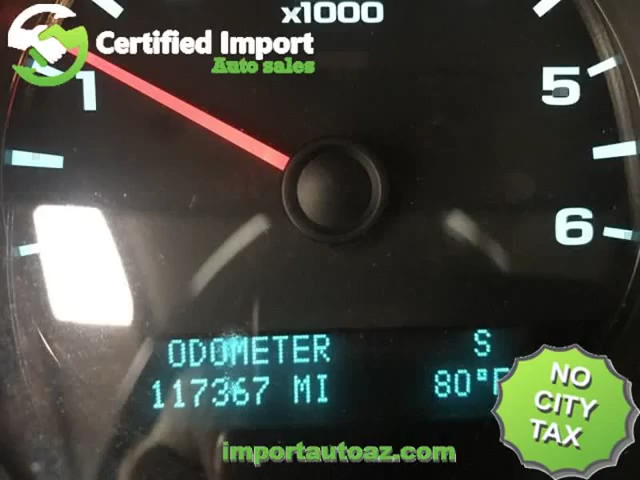 x1000
Certified Import
Auto sales
1
5
6
ODOMETER
S
117367 MI
80°F
NO
CITY
TAX
importautoaz.com